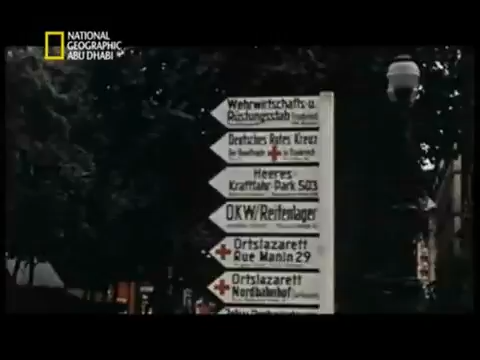 NATIONAL
GEOGRAPHIC
ABU DHABI
Wehrwirtschafts-u.
Rüstungsstab
Deutsches Rotes Kreuz
Heeres-
Kraftfahr-Park 503
O.K.W/Reifenlager
Ortslazarett
Rue Manin 29
Ortslazarett
Nordbahnhof